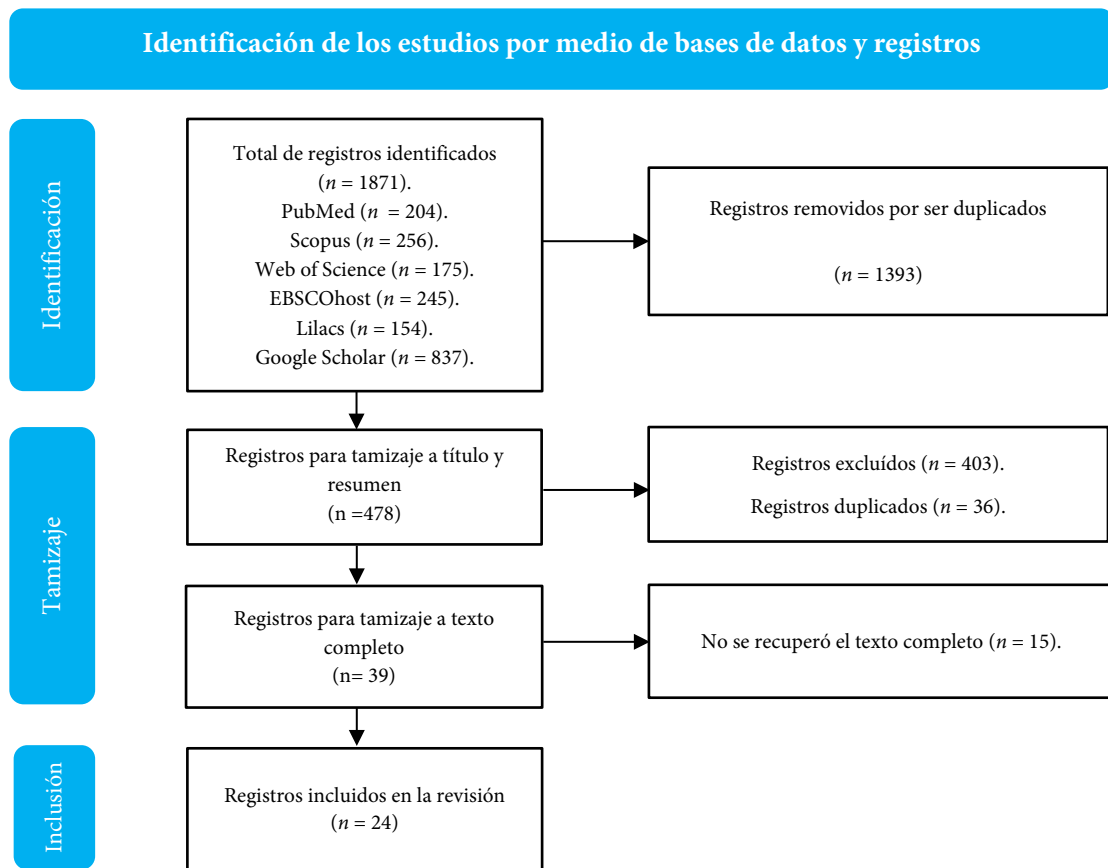 Identificación de los estudios por medio de bases de datos y registros
Identificación
Total de registros identificados
(n = 1871).
PubMed (n = 204).
Scopus (n = 256).
Web of Science (n = 175).
EBSCOhost (n = 245).
Lilacs (n = 154).
Google Scholar (n = 837).
Registros removidos por ser duplicados
(n = 1393)
Tamizaje
Registros para tamizaje a título y
resumen
(n =478)
Registros excluídos (n = 403).
Registros duplicados (n = 36).
Registros para tamizaje a texto
completo
(n= 39)
No se recuperó el texto completo (n = 15).
Inclusión
Registros incluidos en la revisión
(n = 24)